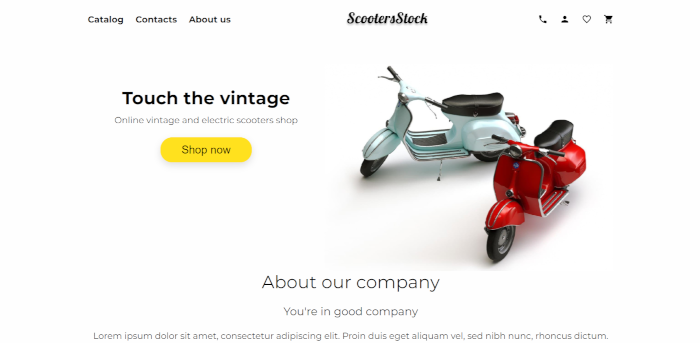 Catalog Contacts About us ScootersStock
Touch the vintage
Online vintage and electric scooters shop
Shop now
About our company
You're in good company
Lorem ipsum dolor sit amet, consectetur adipiscing elit. Proin duis eget aliquam vel, sed nibh nunc, rhoncus dictum.